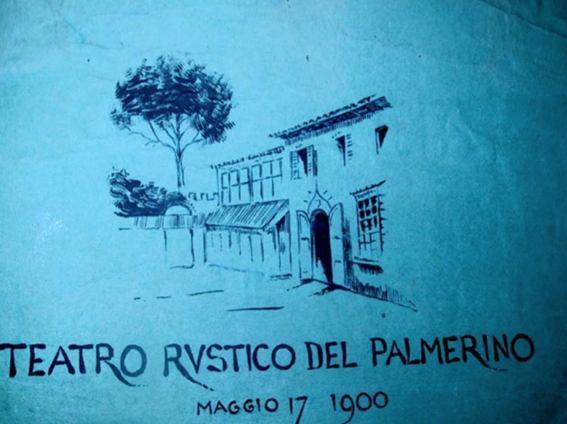 TEATRO RVSTICO DEL PALMERINO
MAGGIO 17 1900